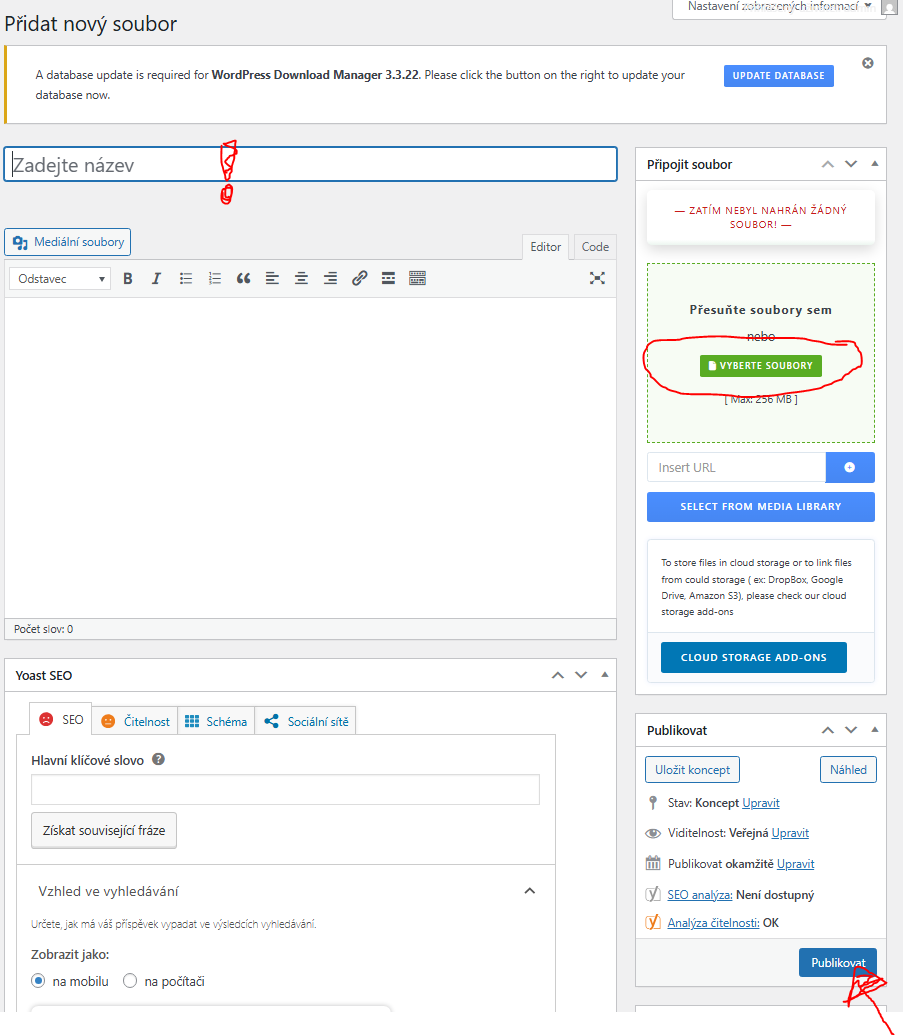 Nastavení zobrazených informací
Přidat nový soubor
A database update is required for WordPress Download Manager 3.3.22. Please click the button on the right to update your
database now.
UPDATE DATABASE
Zadejte název
Mediální soubory
Editor
Code
Odstavec
Počet slov: 0
Yoast SEO
SEO
Čitelnost
Schéma
Sociální sítě
Hlavní klíčové slovo
Získat související fráze
Vzhled ve vyhledávání
Určete, jak má váš příspěvek vypadat ve výsledcích vyhledávání.
Zobrazit jako:
na mobilu
na počítači
Připojit soubor
— ZATÍM NEBYL NAHRÁN ŽÁDNÝ
SOUBOR! —
Přesuňte soubory sem
nebo
VYBERTE SOUBORY
[ Max: 256 MB ]
Insert URL
SELECT FROM MEDIA LIBRARY
To store files in cloud storage or to link files
from could storage ( ex: DropBox, Google
Drive, Amazon S3), please check our cloud
storage add-ons
CLOUD STORAGE ADD-ONS
Publikovat
Uložit koncept
Náhled
Stav: Koncept Upravit
Viditelnost: Veřejná Upravit
Publikovat okamžitě Upravit
SEO analýza: Není dostupný
Analýza čitelnosti: OK
Publikovat